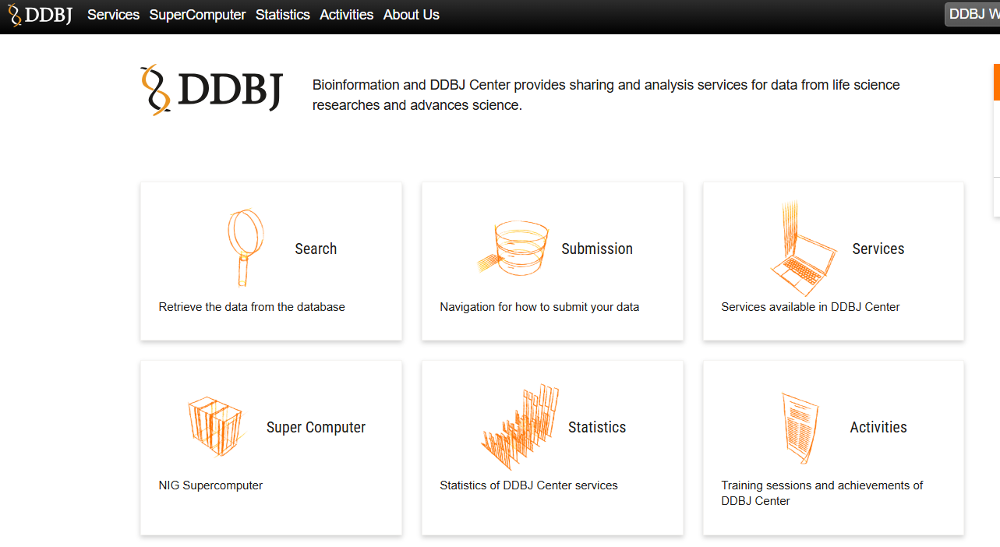 DDBJ Services SuperComputer Statistics Activities About Us DDBJ
DDBJ
Bioinformation and DDBJ Center provides sharing and analysis services for data from life science
researches and advances science.
Search
Retrieve the data from the database
Submission
Navigation for how to submit your data
Services
Services available in DDBJ Center
Super Computer
NIG Supercomputer
Statistics
Statistics of DDBJ Center services
Activities
Training sessions and achievements of
DDBJ Center